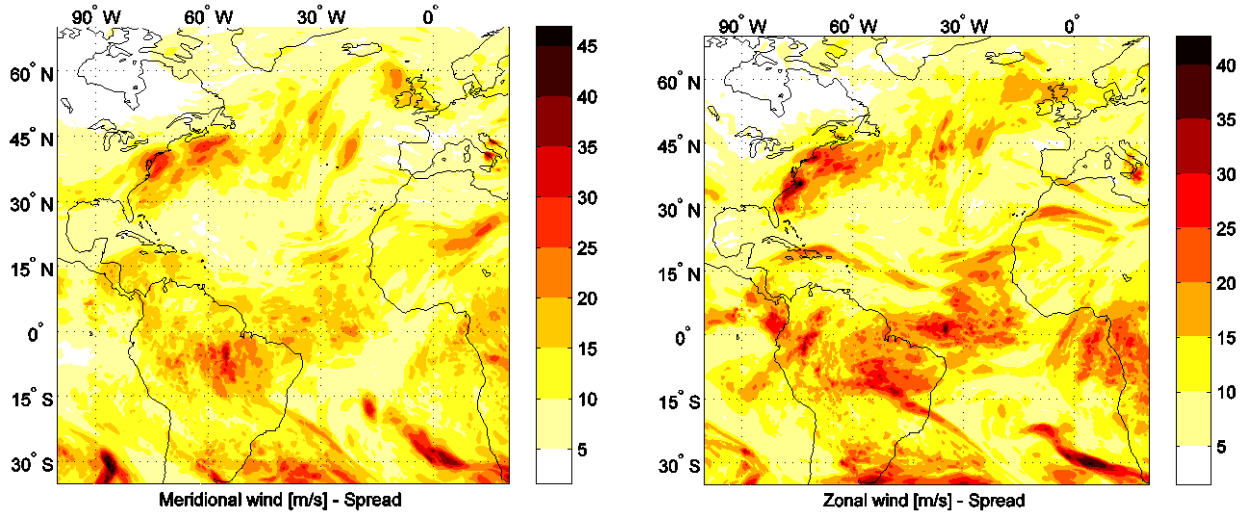 90° W 60° W 30° W 0°
60° N
45° N
30° N
15° N
0°
15° S
30° S
45
40
35
30
25
20
15
10
5
Meridional wind [m/s] - Spread
90° W 60° W 30° W 0°
60° N
45° N
30° N
15° N
0°
15° S
30° S
40
35
30
25
20
15
10
5
Zonal wind [m/s] - Spread